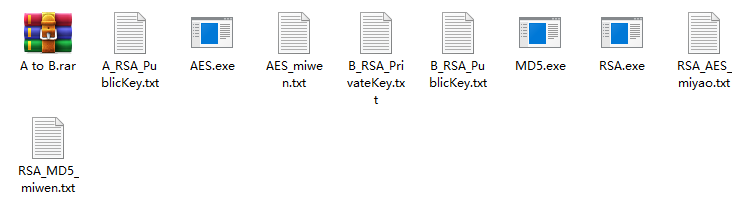 A to B.rar
A_RSA_Pu
blicKey.txt
AES.exe
AES_miwe
n.txt
B_RSA_Pri
vateKey.tx
t
B_RSA_Pu
blicKey.txt
MD5.exe
RSA.exe
RSA_AES_
miyao.txt
RSA_MD5_
miwen.txt